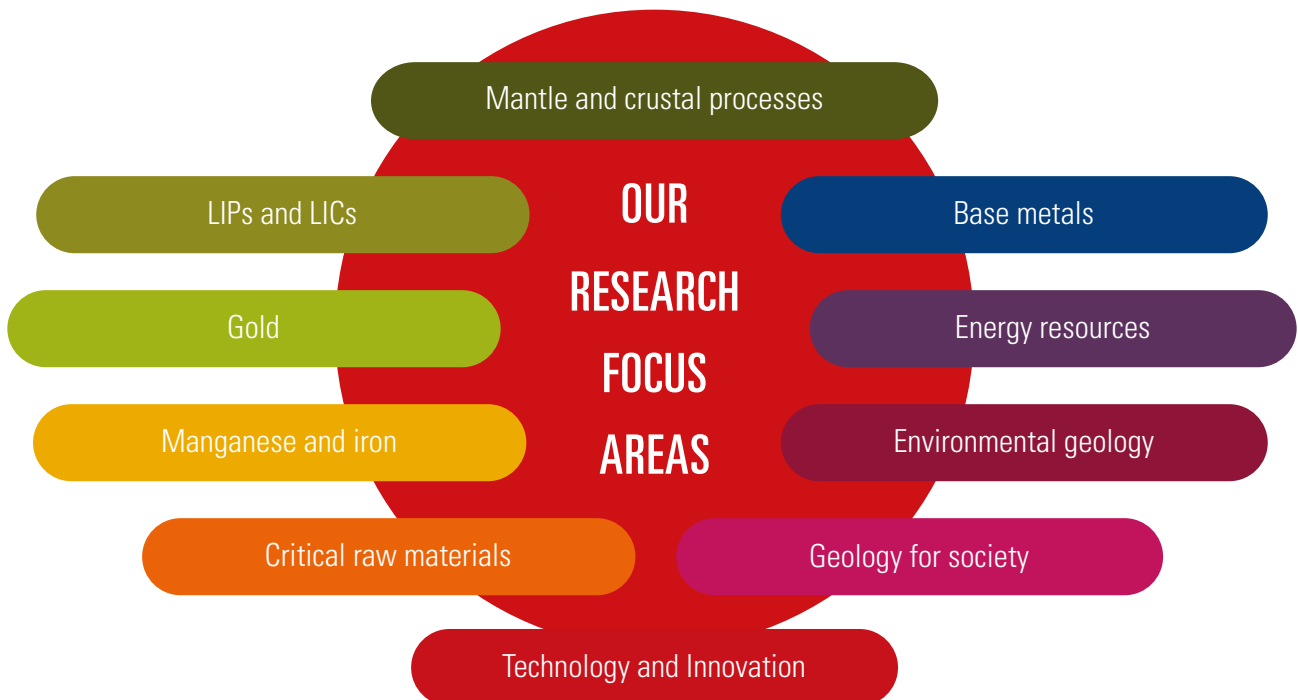 Mantle and crustal processes
OUR
RESEARCH
FOCUS
AREAS
LIPs and LICs
Gold
Manganese and iron
Critical raw materials
Base metals
Energy resources
Environmental geology
Geology for society
Technology and Innovation